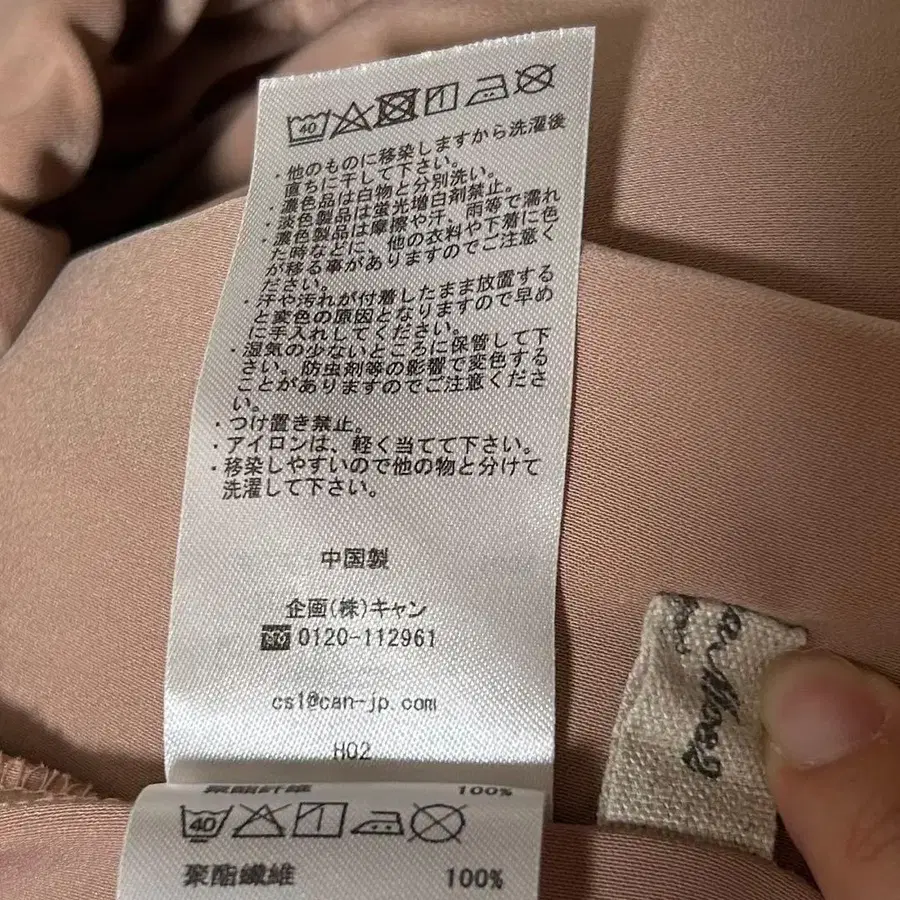 40
・他のものに移染しますから洗濯後
直ちに干して下さい。
・濃色品は白物と分別洗い。
・淡色製品は蛍光増白剤禁止。
・濃色製品は摩擦や汗、雨等で濡れ
た時などに、他の衣料や下着に色
が移る事がありますのでご注意く
ださい。
・汗や汚れが付着したまま放置する
と変色の原因となりますので早め
に手入れしてください。
・湿気の少ないところに保管して下
さい。防虫剤等の影響で変色する
ことがありますのでご注意くださ
い。
・つけ置き禁止。
・アイロンは、軽く当てて下さい。
・移染しやすいので他の物と分けて
洗濯して下さい。
中国製
企画(株)キャン
0120-112961
cs1@can-jp.com
H02
聚酯纤维 100%
40
聚酯纖維 100%